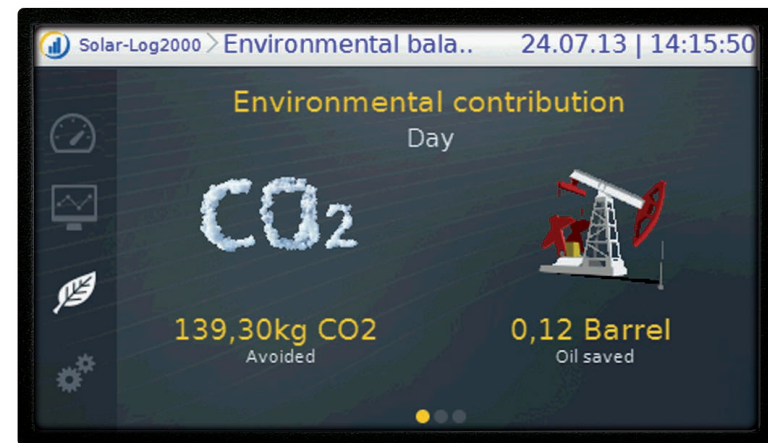 Solar-Log2000 Environmental bala.. 24.07.13 | 14:15:50
Environmental contribution
Day
CO2
139,30kg CO2
0,12 Barrel
Avoided
Oil saved